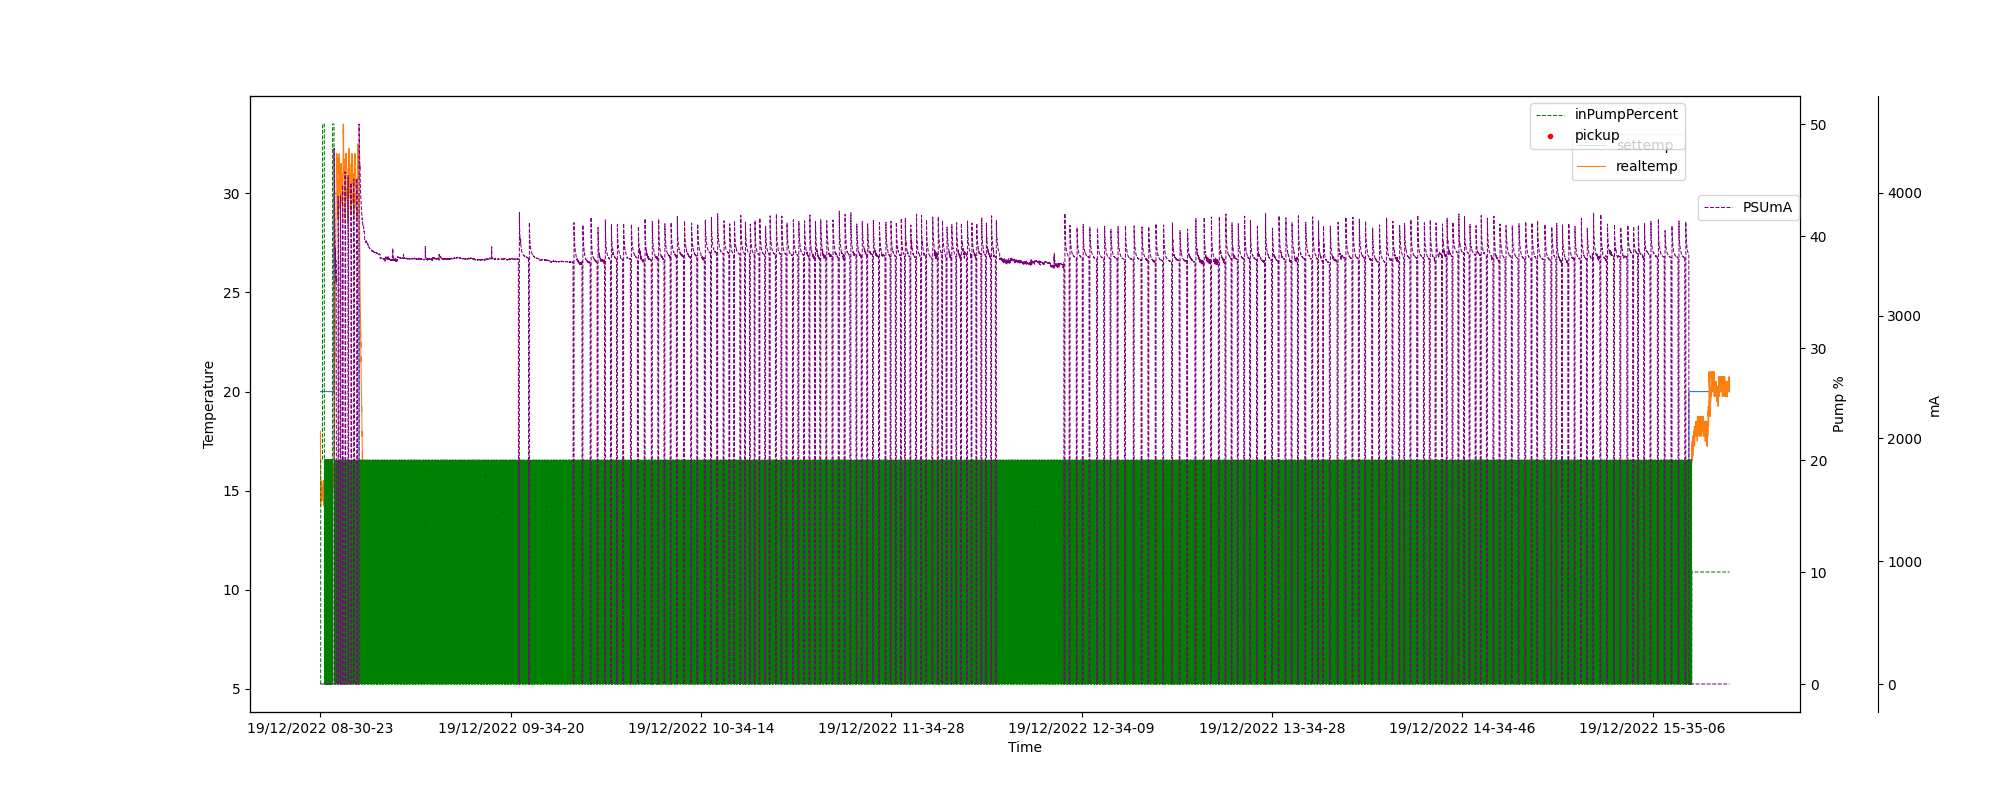 inPumpPercent
pickup
settemp
realtemp
PSUmA
Temperature
30
25
20
15
10
5
50
40
30
20
10
0
Pump %
4000
3000
2000
1000
0
mA
19/12/2022 08-30-23
19/12/2022 09-34-20
19/12/2022 10-34-14
19/12/2022 11-34-28
19/12/2022 12-34-09
19/12/2022 13-34-28
19/12/2022 14-34-46
19/12/2022 15-35-06
Time